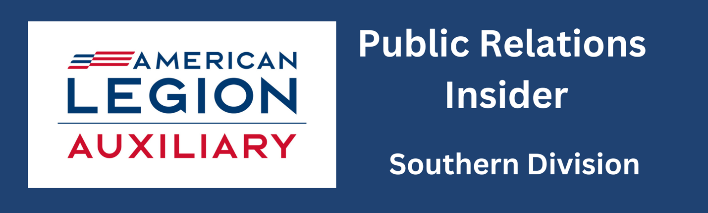 AMERICAN
LEGION
AUXILIARY
Public Relations
Insider
Southern Division